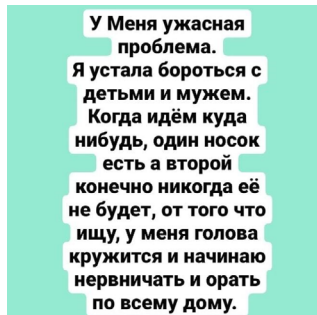 У Меня ужасная
проблема.
Я устала бороться с
детьми и мужем.
Когда идём куда
нибудь, один носок
есть а второй
конечно никогда её
не будет, от того что
ищу, у меня голова
кружится и начинаю
нервничать и орать
по всему дому.